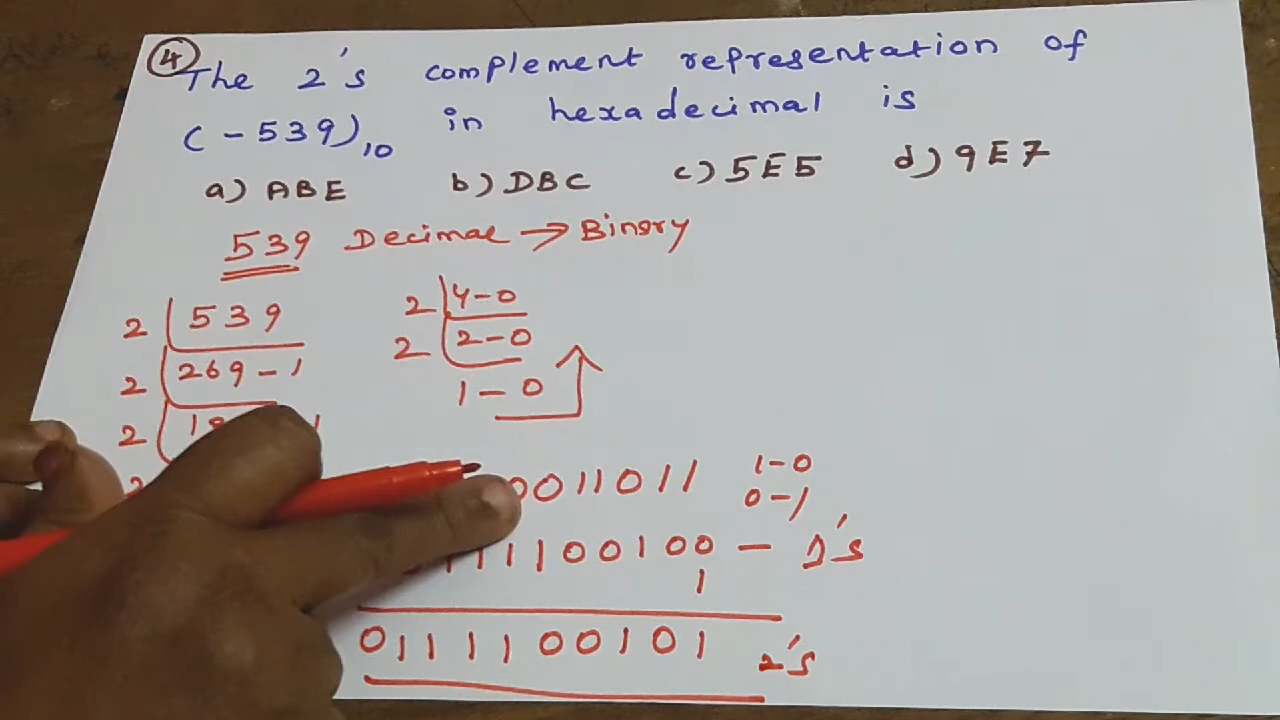 ④ The 2's complement representation of
(-539)₁₀ in hexadecimal is
a) ABE b) DBC c) 5E5 d) 9E7
539 Decimal → Binary
2 539
2 269-1
2
2 4-0
2 2-0
1-0
0011011 1-0
0-1
11100100 - 1's
1
0111100101 2's